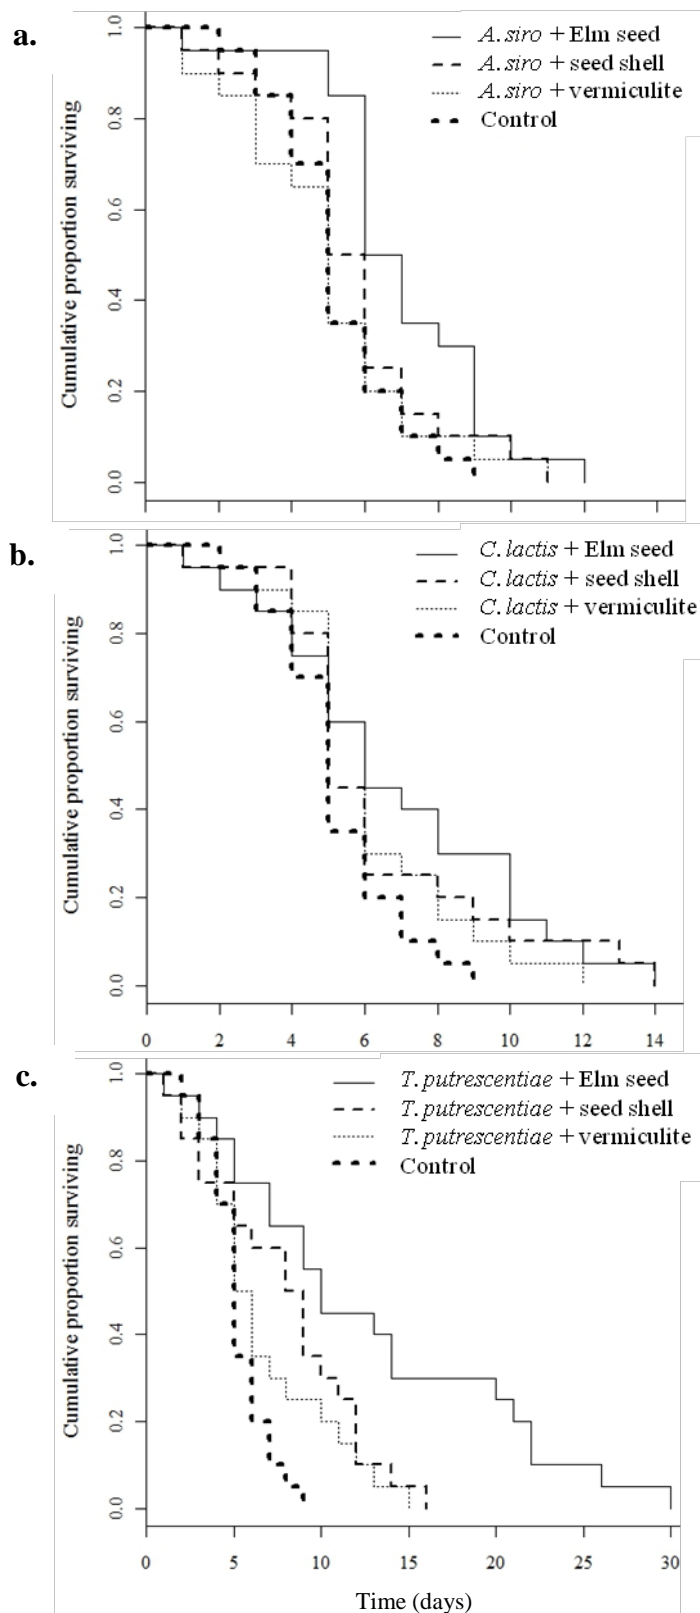 a.
A. siro + Elm seed
A. siro + seed shell
A. siro + vermiculite
Control
Cumulative proportion surviving
1.0
0.8
0.6
0.4
0.2
0.0
b.
C. lactis + Elm seed
C. lactis + seed shell
C. lactis + vermiculite
Control
Cumulative proportion surviving
1.0
0.8
0.6
0.4
0.2
0.0
0 2 4 6 8 10 12 14
c.
T. putrescentiae + Elm seed
T. putrescentiae + seed shell
T. putrescentiae + vermiculite
Control
Cumulative proportion surviving
1.0
0.8
0.6
0.4
0.2
0.0
0 5 10 15 20 25 30
Time (days)